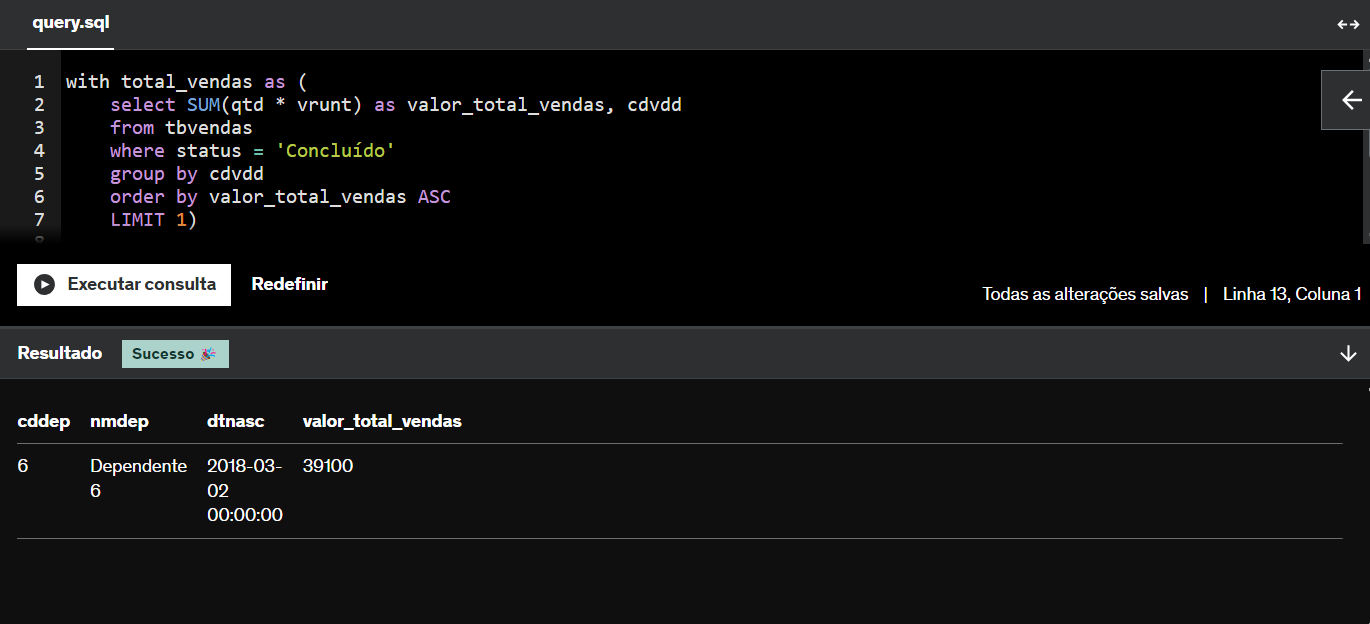 query.sql
1 with total_vendas as (
2 select SUM(qtd * vrunt) as valor_total_vendas, cdvdd
3 from tbvendas
4 where status = 'Concluído'
5 group by cdvdd
6 order by valor_total_vendas ASC
7 LIMIT 1)
8
Executar consulta Redefinir
Todas as alterações salvas | Linha 13, Coluna 1
Resultado Sucesso 🎉
cddep nmdep dtnasc valor_total_vendas
6 Dependente 2018-03- 39100
6 02
00:00:00